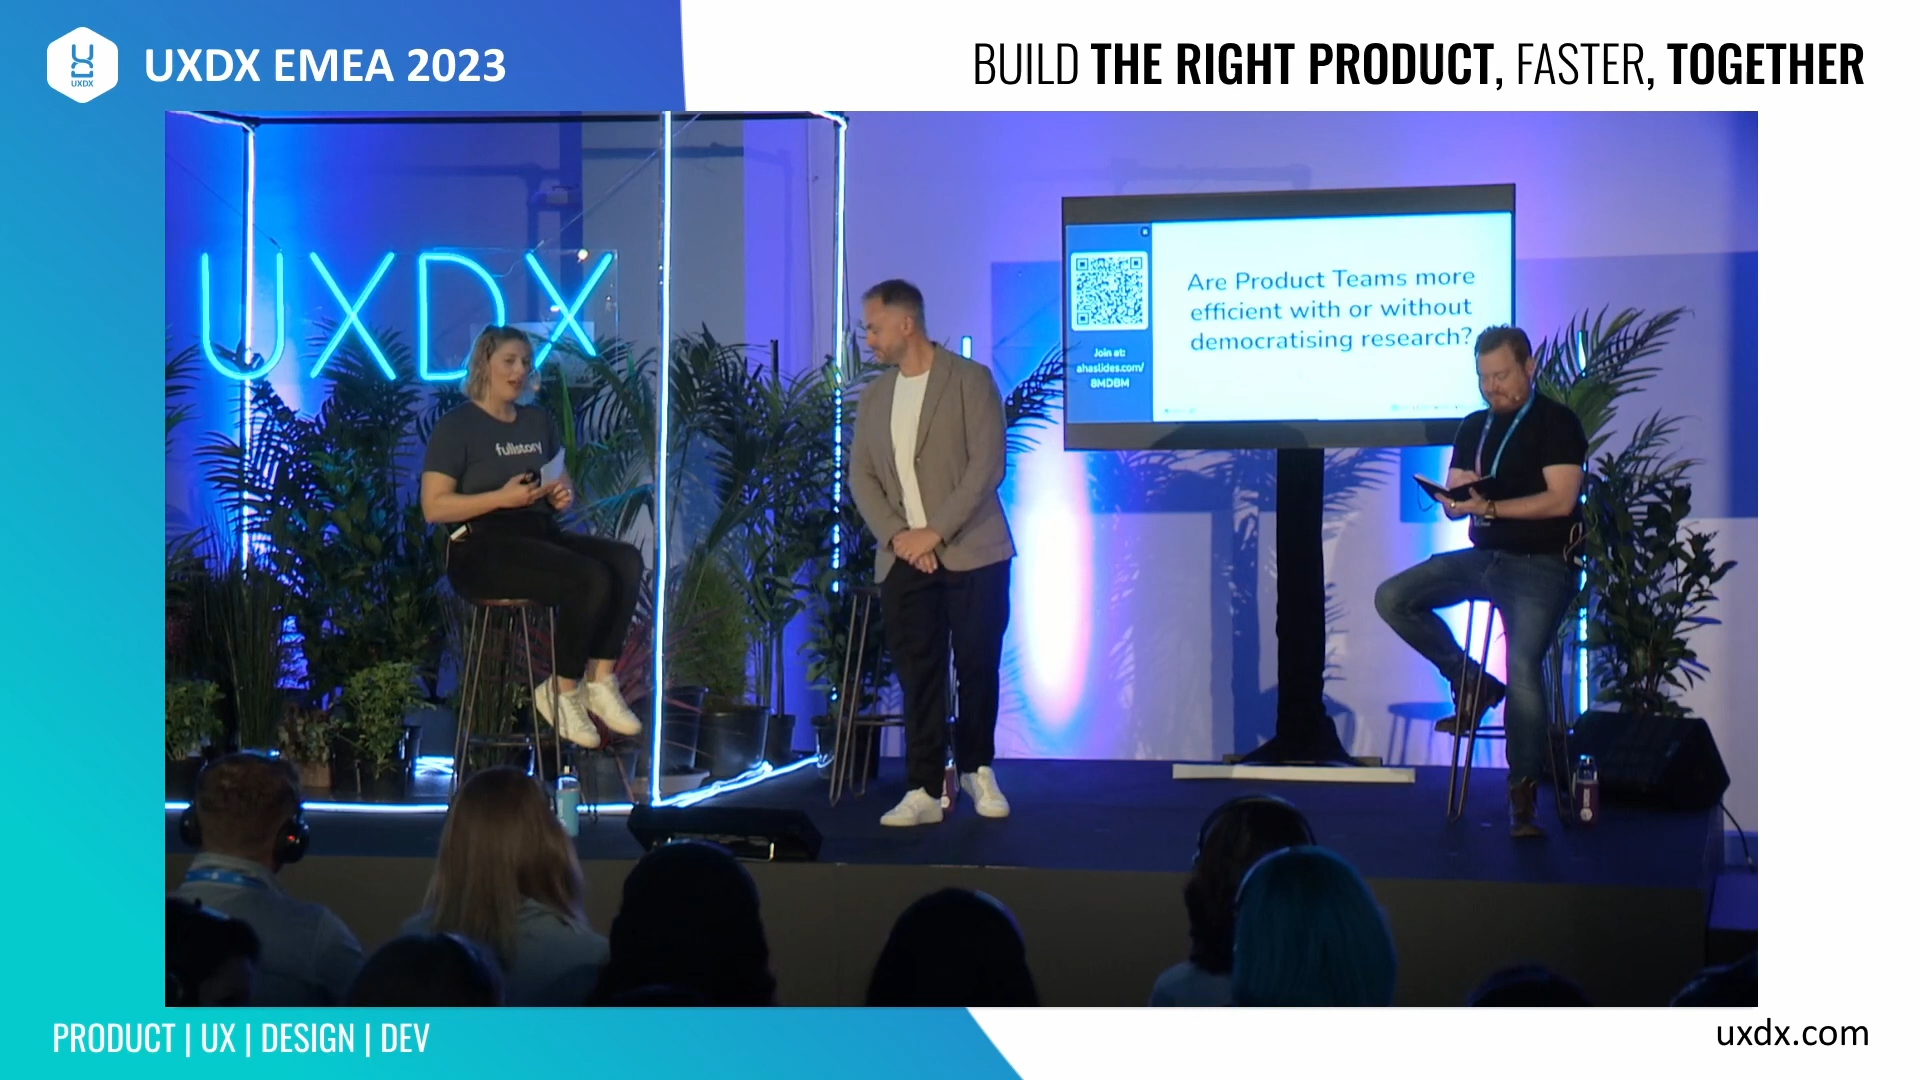 UXDX
UXDX EMEA 2023
BUILD THE RIGHT PRODUCT, FASTER, TOGETHER
UXDX
fullstory
Are Product Teams more
efficient with or without
democratising research?
Join at:
ahaslides.com/
8MDBM
PRODUCT | UX | DESIGN | DEV
uxdx.com